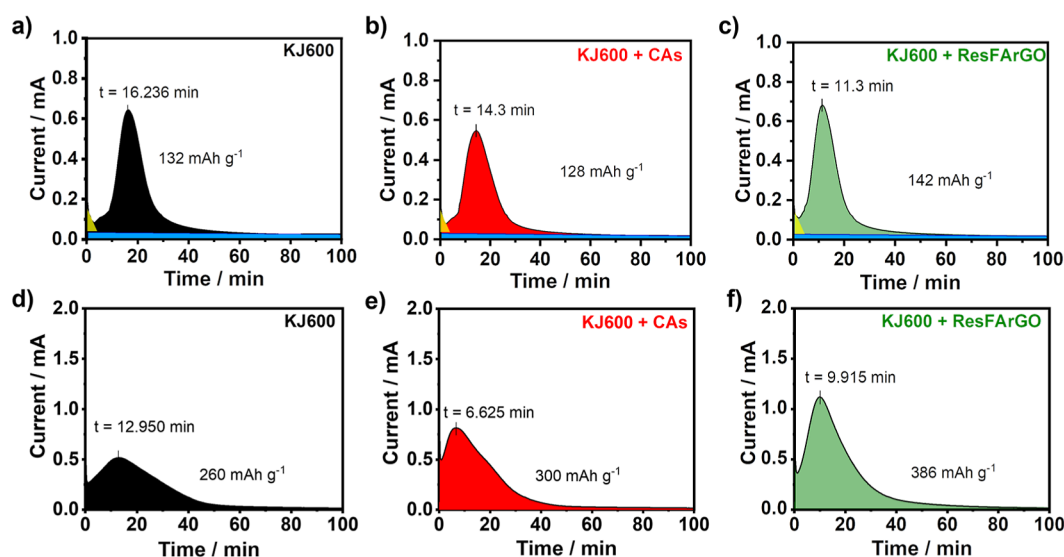 a)
KJ600
t = 16.236 min
132 mAh g⁻¹
Current / mA
1.0
0.8
0.6
0.4
0.2
0.0
0 20 40 60 80 100
Time / min
b)
KJ600 + CAs
t = 14.3 min
128 mAh g⁻¹
Current / mA
1.0
0.8
0.6
0.4
0.2
0.0
0 20 40 60 80 100
Time / min
c)
KJ600 + ResFArGO
t = 11.3 min
142 mAh g⁻¹
Current / mA
1.0
0.8
0.6
0.4
0.2
0.0
0 20 40 60 80 100
Time / min
d)
KJ600
t = 12.950 min
260 mAh g⁻¹
Current / mA
2.0
1.5
1.0
0.5
0.0
0 20 40 60 80 100
Time / min
e)
KJ600 + CAs
t = 6.625 min
300 mAh g⁻¹
Current / mA
2.0
1.5
1.0
0.5
0.0
0 20 40 60 80 100
Time / min
f)
KJ600 + ResFArGO
t = 9.915 min
386 mAh g⁻¹
Current / mA
2.0
1.5
1.0
0.5
0.0
0 20 40 60 80 100
Time / min